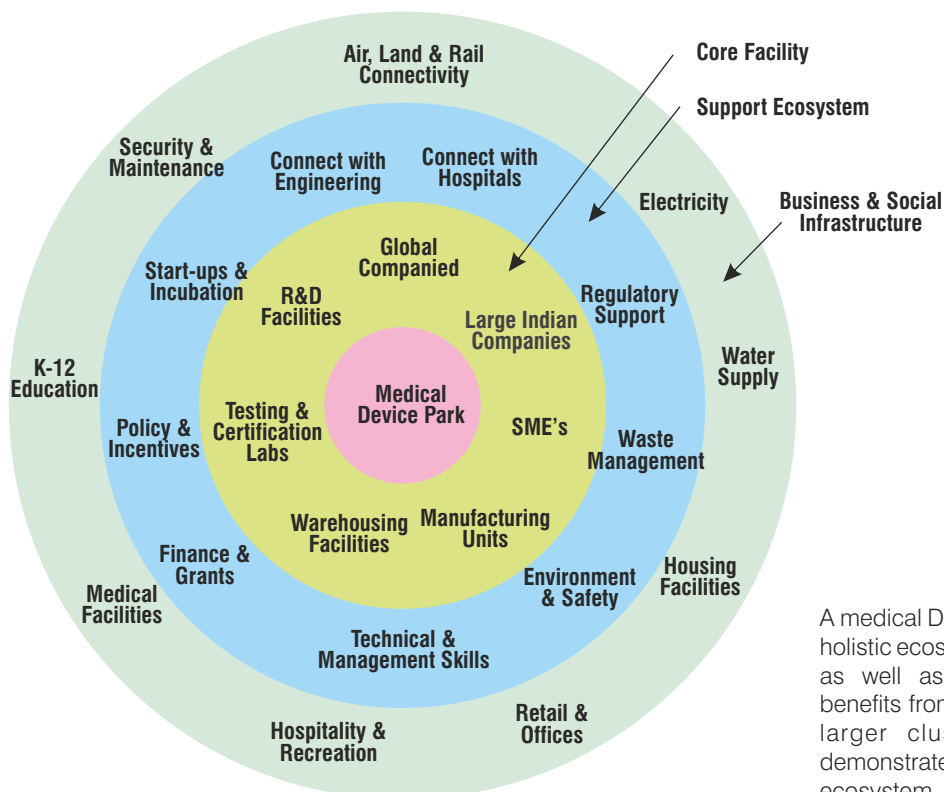 Air, Land & Rail
Connectivity
Core Facility
Support Ecosystem
Security &
Maintenance
Connect with
Engineering
Connect with
Hospitals
Electricity
Business & Social
Infrastructure
Global
Companied
Start-ups &
Incubation
R&D
Facilities
Regulatory
Support
Large Indian
Companies
K-12
Education
Water
Supply
Medical
Device Park
Testing &
Certification
Labs
SME's
Policy &
Incentives
Waste
Management
Warehousing
Facilities
Manufacturing
Units
Finance &
Grants
Environment
& Safety
Housing
Facilities
Medical
Facilities
Technical &
Management Skills
Hospitality &
Recreation
Retail &
Offices
A medical D
holistic ecos
as well as
benefits from
larger clus
demonstrate
ecosystem